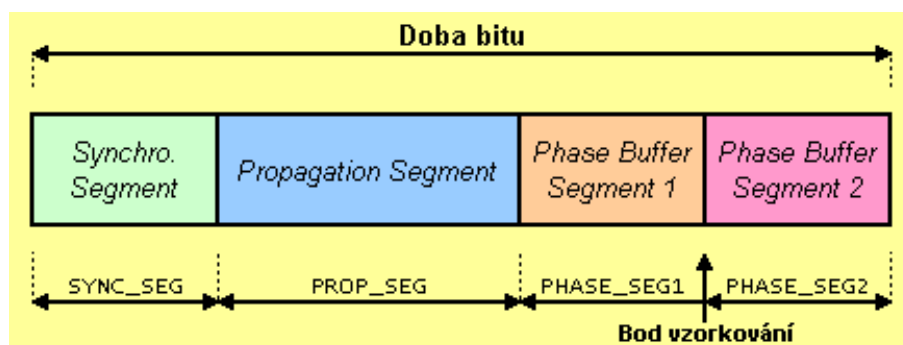 Doba bitu
Synchro.
Segment
Propagation Segment
Phase Buffer
Segment 1
Phase Buffer
Segment 2
SYNC_SEG
PROP_SEG
PHASE_SEG1
PHASE_SEG2
Bod vzorkování